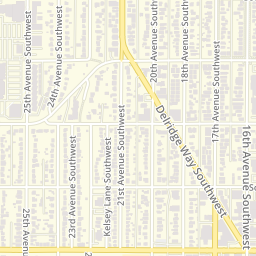 25th Avenue Southwest
24th Avenue Southwest
20th Avenue Southwest
18th Avenue Southwest
17th Avenue Southwest
Delridge Way Southwest
16th Avenue Southwest
21st Avenue Southwest
Kelsey Lane Southwest
23rd Avenue Southwest
25th Avenue